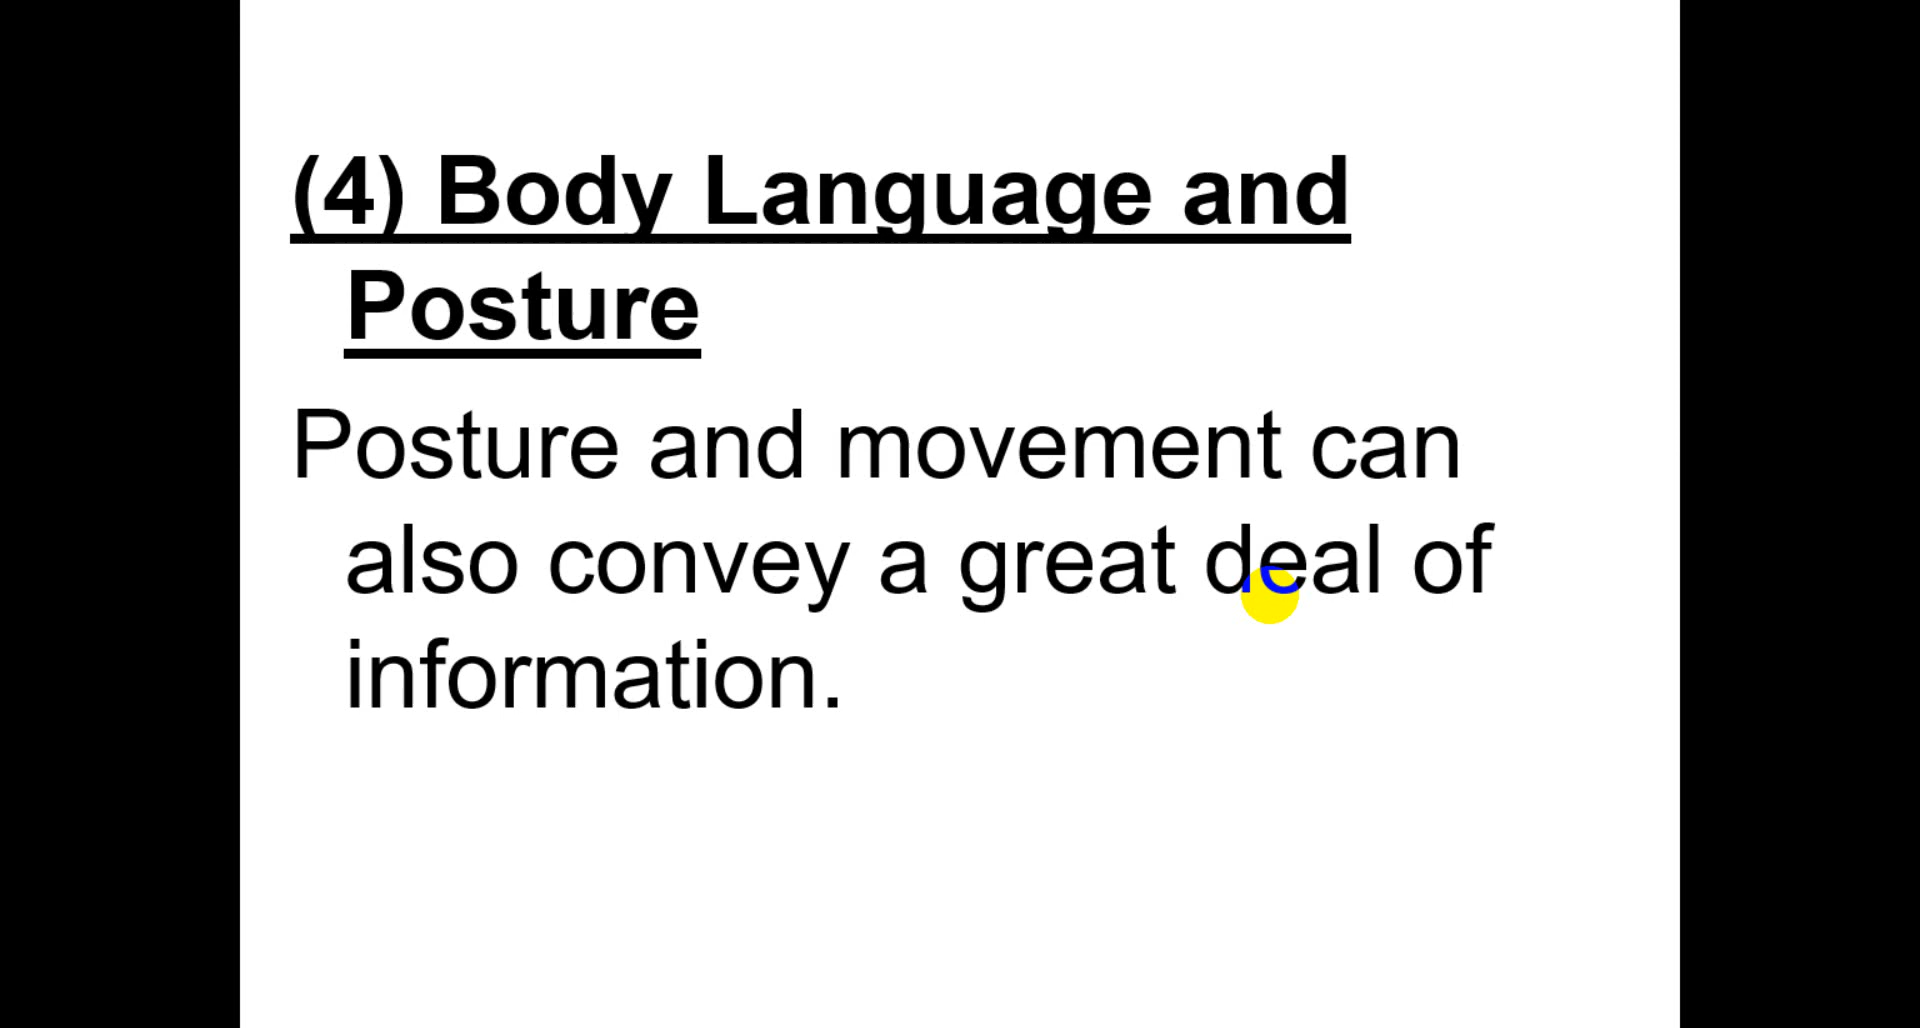 (4) Body Language and
Posture
Posture and movement can
also convey a great deal of
information.